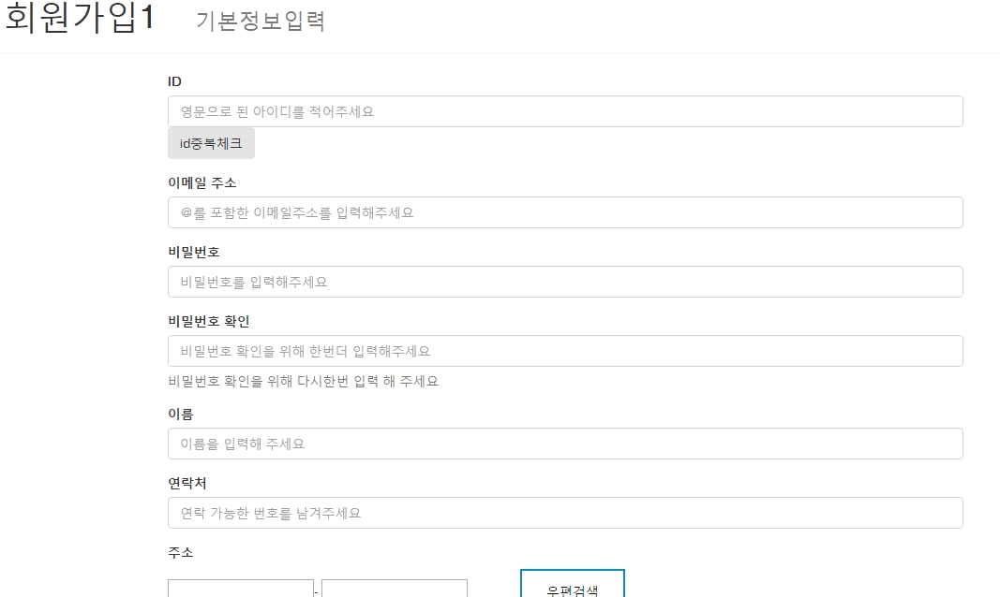 회원가입1 기본정보입력
ID
영문으로 된 아이디를 적어주세요
id중복체크
이메일 주소
@를 포함한 이메일주소를 입력해주세요
비밀번호
비밀번호를 입력해주세요
비밀번호 확인
비밀번호 확인을 위해 한번더 입력해주세요
비밀번호 확인을 위해 다시한번 입력 해 주세요
이름
이름을 입력해 주세요
연락처
연락 가능한 번호를 남겨주세요
주소
- 우편검색